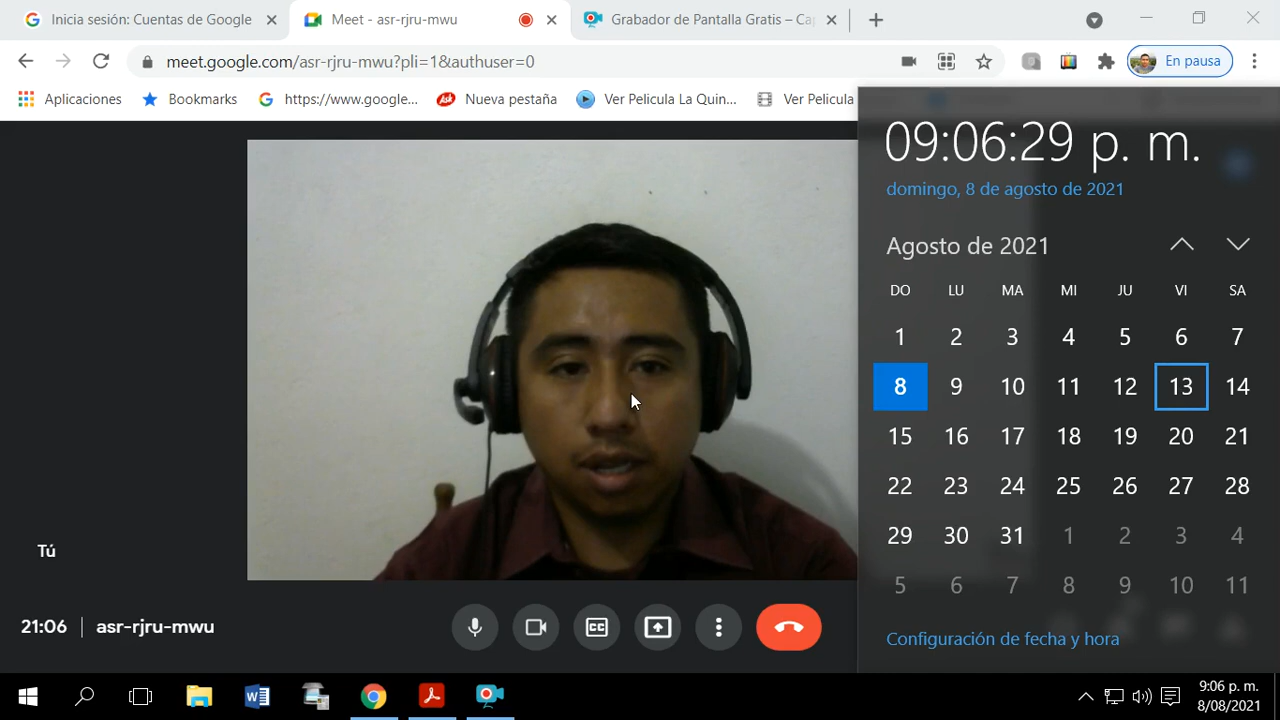 Inicia sesión: Cuentas de Google
Meet - asr-rjru-mwu
Grabador de Pantalla Gratis – Ca
meet.google.com/asr-rjru-mwu?pli=1&authuser=0
En pausa
Aplicaciones
Bookmarks
https://www.google...
Ask
Nueva pestaña
Ver Pelicula La Quin...
Ver Pelicula
09:06:29 p. m.
domingo, 8 de agosto de 2021
Agosto de 2021
DO LU MA MI JU VI SA
1 2 3 4 5 6 7
8 9 10 11 12 13 14
15 16 17 18 19 20 21
22 23 24 25 26 27 28
29 30 31 1 2 3 4
5 6 7 8 9 10 11
Configuración de fecha y hora
Tú
21:06 | asr-rjru-mwu
CC
9:06 p. m.
8/08/2021